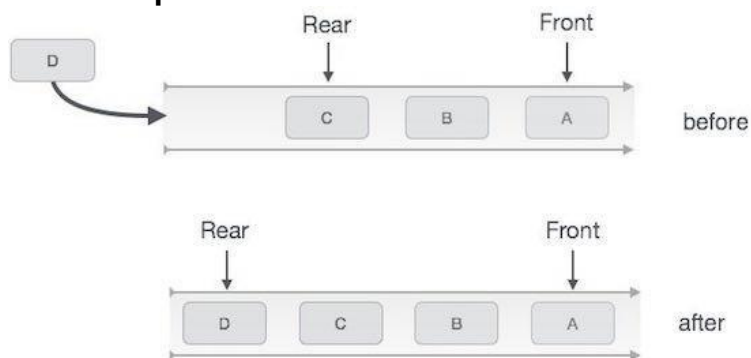 Rear Front
D
C B A
before
Rear Front
D C B A
after